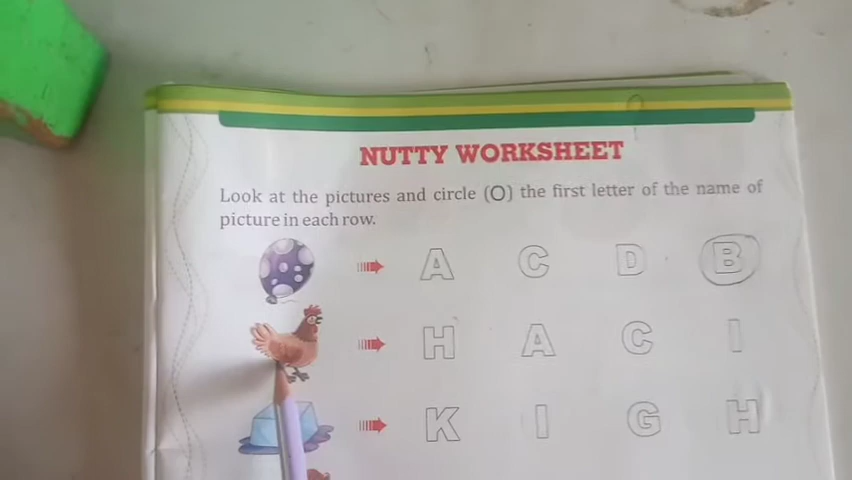 NUTTY WORKSHEET
Look at the pictures and circle (O) the first letter of the name of
picture in each row.
A C D B
H A C I
K I G H